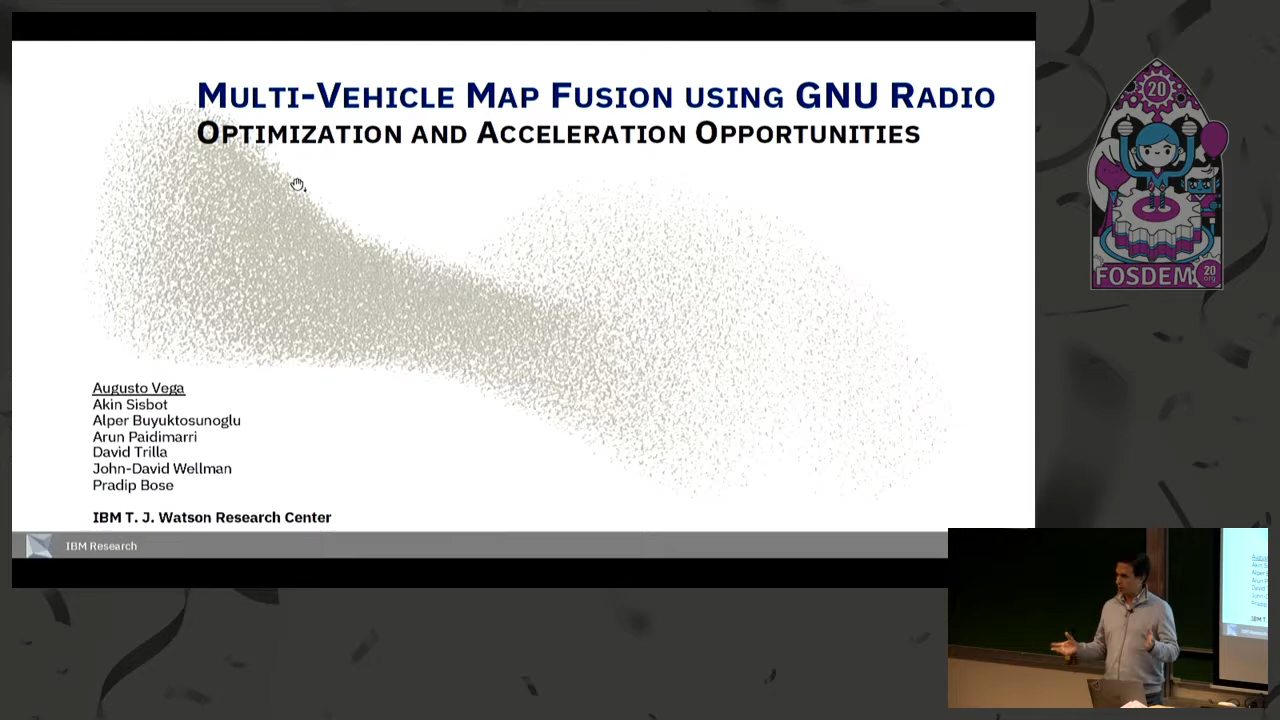 MULTI-VEHICLE MAP FUSION USING GNU RADIO
OPTIMIZATION AND ACCELERATION OPPORTUNITIES
Augusto Vega
Akin Sisbot
Alper Buyuktosunoglu
Arun Paidimarri
David Trilla
John-David Wellman
Pradip Bose
IBM T. J. Watson Research Center
IBM Research
20
FOSDEM
20
.org